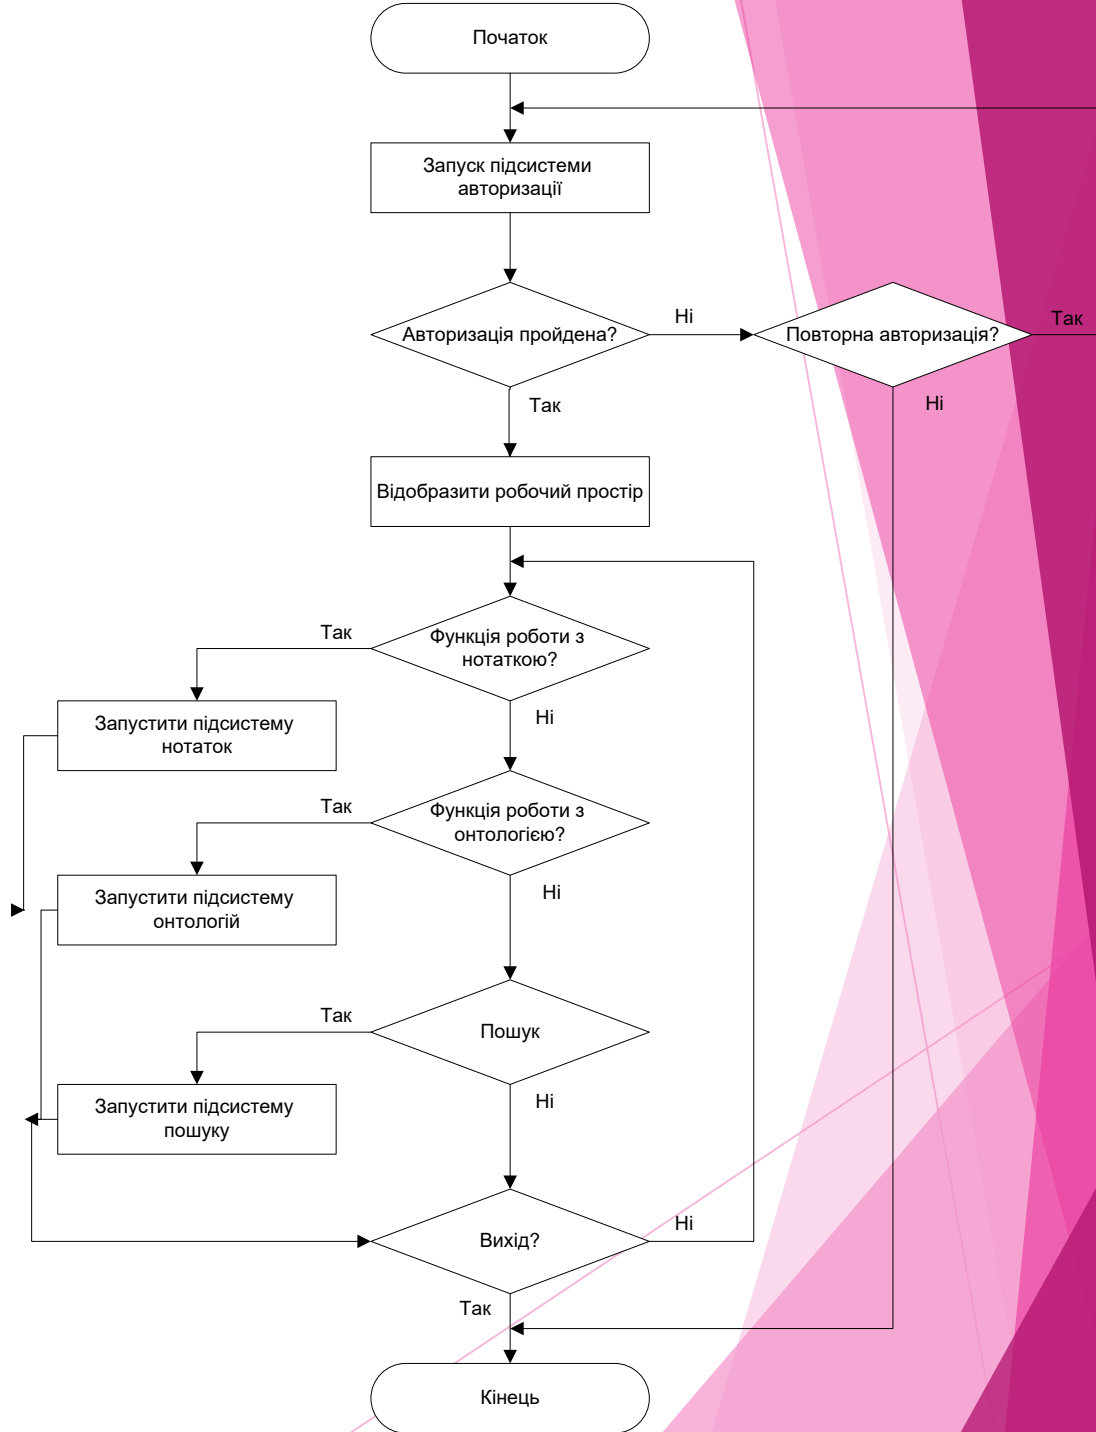 Початок
Запуск підсистеми
авторизації
Авторизація пройдена?
Ні
Повторна авторизація?
Так
Так
Ні
Відобразити робочий простір
Так
Функція роботи з
нотаткою?
Запустити підсистему
нотаток
Ні
Так
Функція роботи з
онтологією?
Запустити підсистему
онтологій
Ні
Так
Пошук
Запустити підсистему
пошуку
Ні
Вихід?
Ні
Так
Кінець